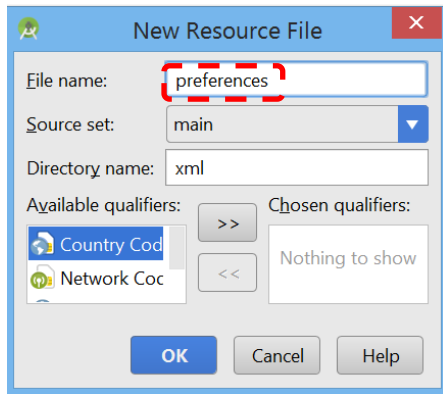 New Resource File
File name: preferences
Source set: main
Directory name: xml
Available qualifiers: >> Chosen qualifiers:
Country Cod
Network Coc
<<
Nothing to show
OK Cancel Help